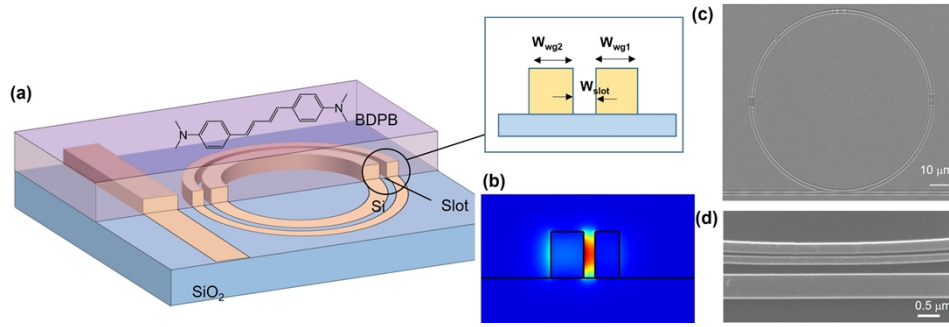 (a)
N
BDPB
N
Si
Slot
SiO2
Wwg2
Wwg1
Wslot
(b)
(c)
10 μm
(d)
0.5 μm